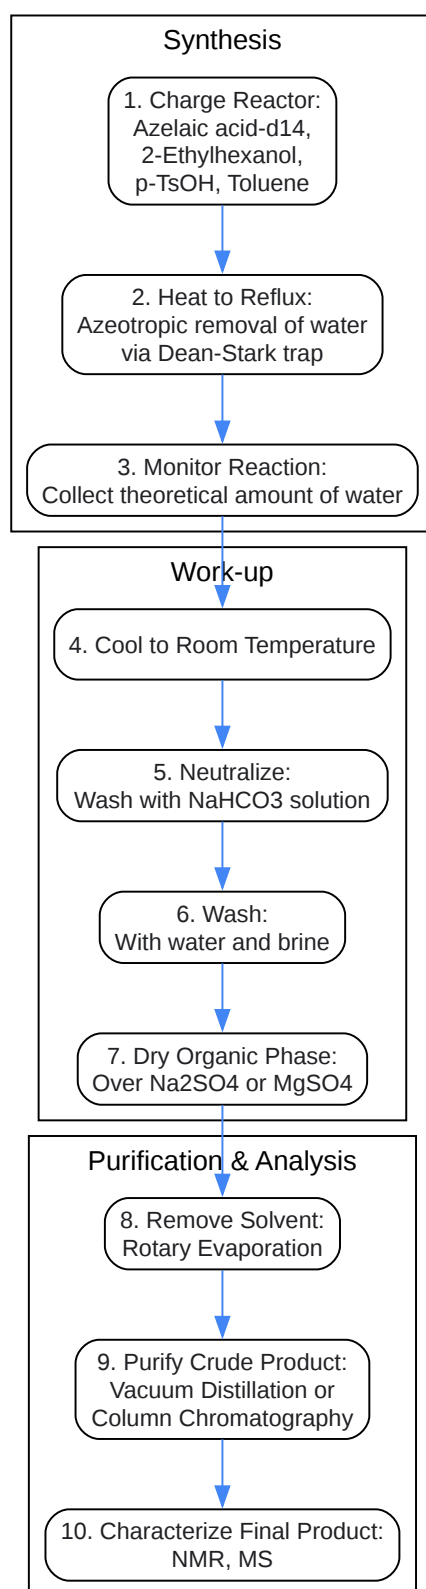 Synthesis
1. Charge Reactor:
Azelaic acid-d14,
2-Ethylhexanol,
p-TsOH, Toluene
2. Heat to Reflux:
Azeotropic removal of water
via Dean-Stark trap
3. Monitor Reaction:
Collect theoretical amount of water
Work-up
4. Cool to Room Temperature
5. Neutralize:
Wash with NaHCO3 solution
6. Wash:
With water and brine
7. Dry Organic Phase:
Over Na2SO4 or MgSO4
Purification & Analysis
8. Remove Solvent:
Rotary Evaporation
9. Purify Crude Product:
Vacuum Distillation or
Column Chromatography
10. Characterize Final Product:
NMR, MS